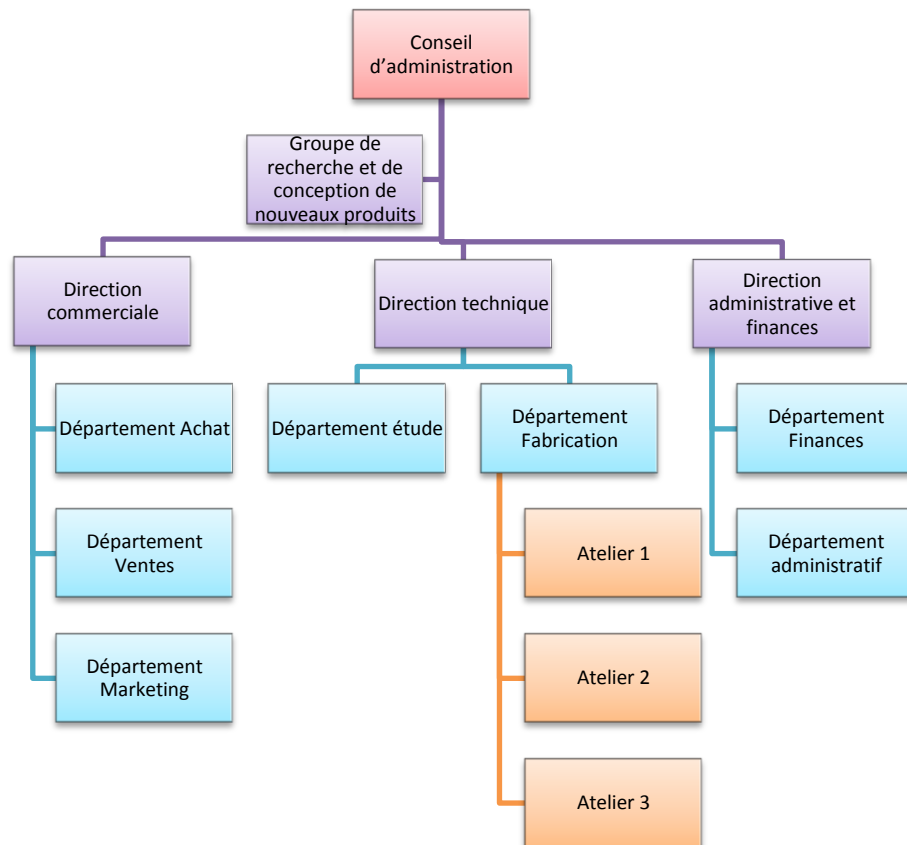 Conseil
d'administration
Groupe de
recherche et de
conception de
nouveaux produits
Direction
commerciale
Direction technique
Direction
administrative et
finances
Département Achat
Département étude
Département
Fabrication
Département
Finances
Département
Ventes
Atelier 1
Département
administratif
Département
Marketing
Atelier 2
Atelier 3